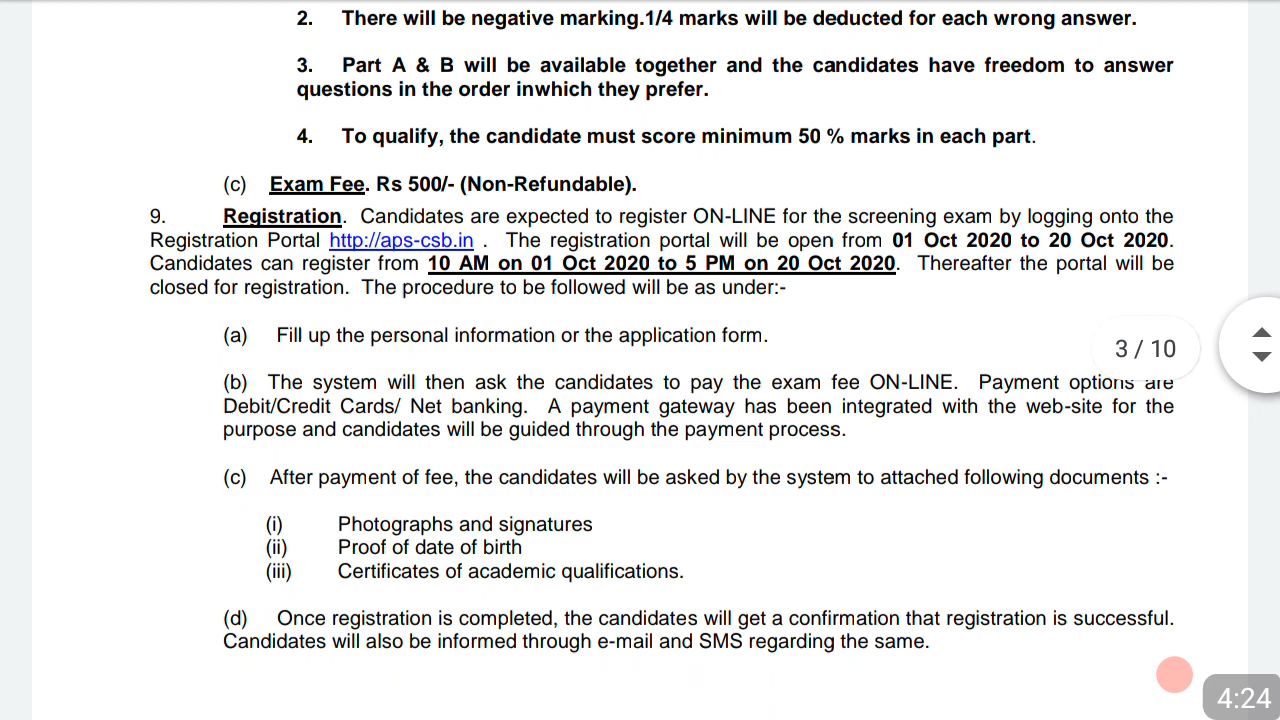 2. There will be negative marking.1/4 marks will be deducted for each wrong answer.
3. Part A & B will be available together and the candidates have freedom to answer
questions in the order inwhich they prefer.
4. To qualify, the candidate must score minimum 50 % marks in each part.
(c) Exam Fee. Rs 500/- (Non-Refundable).
9. Registration. Candidates are expected to register ON-LINE for the screening exam by logging onto the
Registration Portal http://aps-csb.in . The registration portal will be open from 01 Oct 2020 to 20 Oct 2020.
Candidates can register from 10 AM on 01 Oct 2020 to 5 PM on 20 Oct 2020. Thereafter the portal will be
closed for registration. The procedure to be followed will be as under:-
(a) Fill up the personal information or the application form.
3 / 10
(b) The system will then ask the candidates to pay the exam fee ON-LINE. Payment options are
Debit/Credit Cards/ Net banking. A payment gateway has been integrated with the web-site for the
purpose and candidates will be guided through the payment process.
(c) After payment of fee, the candidates will be asked by the system to attached following documents :-
(i) Photographs and signatures
(ii) Proof of date of birth
(iii) Certificates of academic qualifications.
(d) Once registration is completed, the candidates will get a confirmation that registration is successful.
Candidates will also be informed through e-mail and SMS regarding the same.
4:24